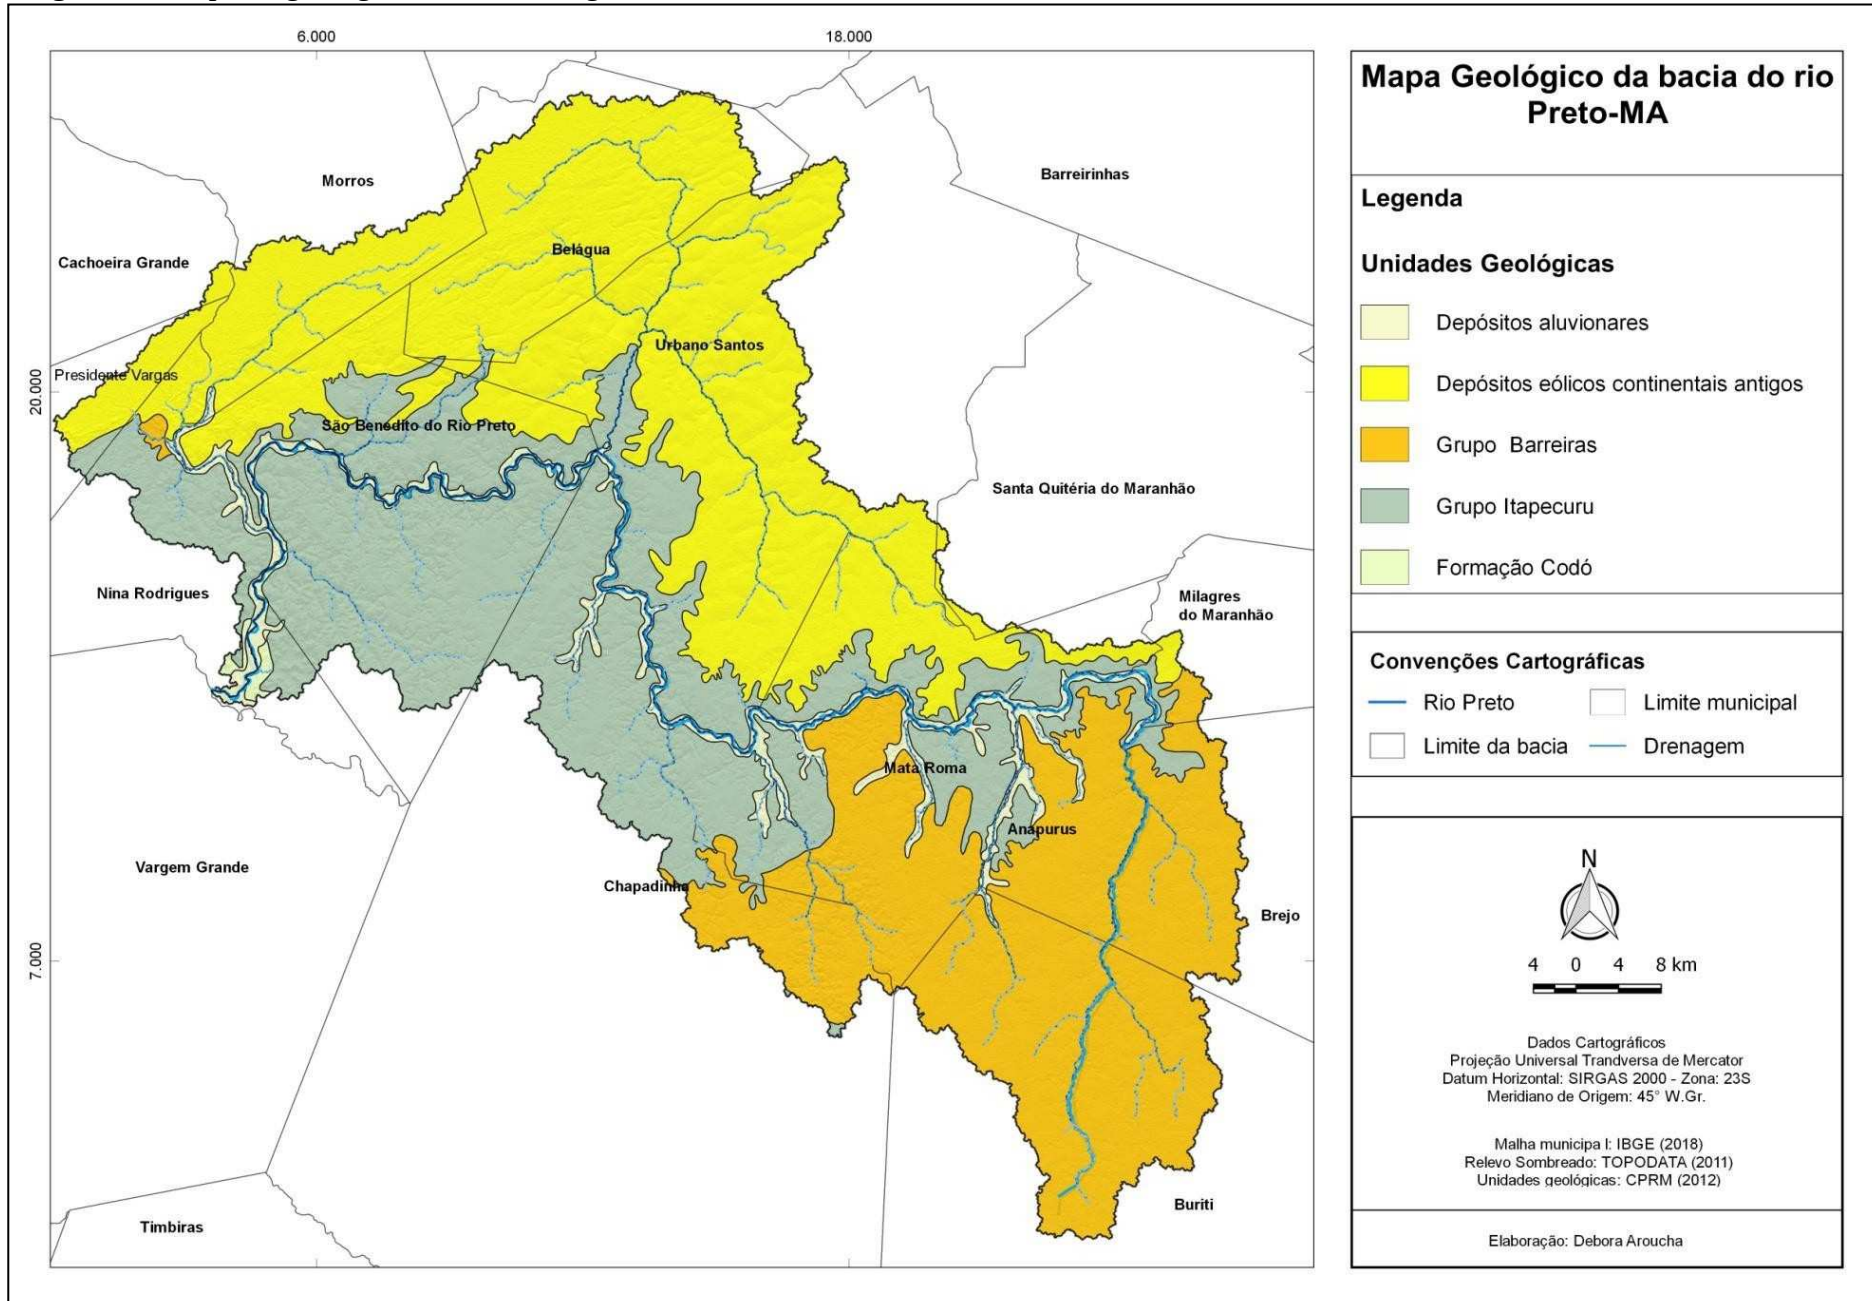 6.000
18.000
20.000
7.000
Morros
Barreirinhas
Cachoeira Grande
Belágua
Urbano Santos
Presidente Vargas
São Benedito do Rio Preto
Santa Quitéria do Maranhão
Nina Rodrigues
Milagres
do Maranhão
Mata Roma
Anapurus
Vargem Grande
Chapadinha
Brejo
Buriti
Timbiras
Mapa Geológico da bacia do rio
Preto-MA
Legenda
Unidades Geológicas
Depósitos aluvionares
Depósitos eólicos continentais antigos
Grupo Barreiras
Grupo Itapecuru
Formação Codó
Convenções Cartográficas
Rio Preto
Limite municipal
Limite da bacia
Drenagem
N
4 0 4 8 km
Dados Cartográficos
Projeção Universal Trandversa de Mercator
Datum Horizontal: SIRGAS 2000 - Zona: 23S
Meridiano de Origem: 45° W.Gr.
Malha municipa l: IBGE (2018)
Relevo Sombreado: TOPODATA (2011)
Unidades geológicas: CPRM (2012)
Elaboração: Debora Aroucha